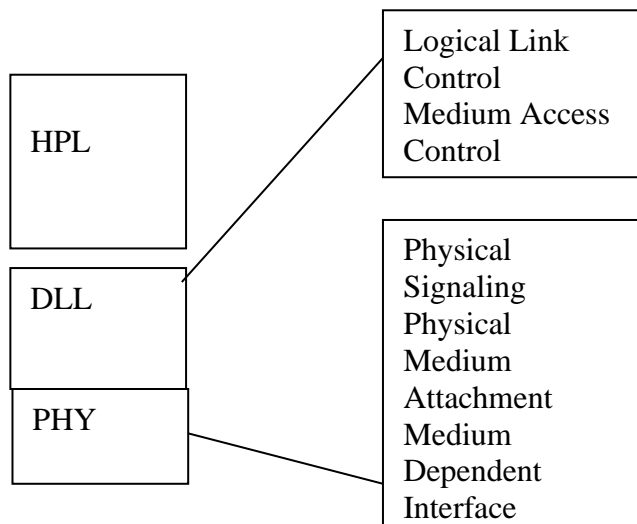 HPL
DLL
PHY
Logical Link
Control
Medium Access
Control
Physical
Signaling
Physical
Medium
Attachment
Medium
Dependent
Interface